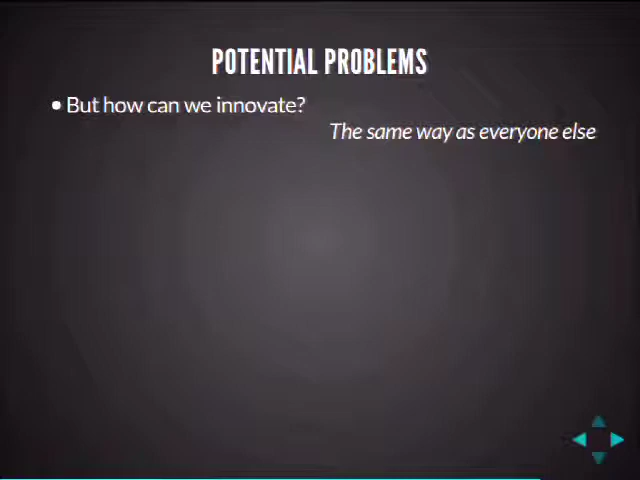 POTENTIAL PROBLEMS
• But how can we innovate?
The same way as everyone else